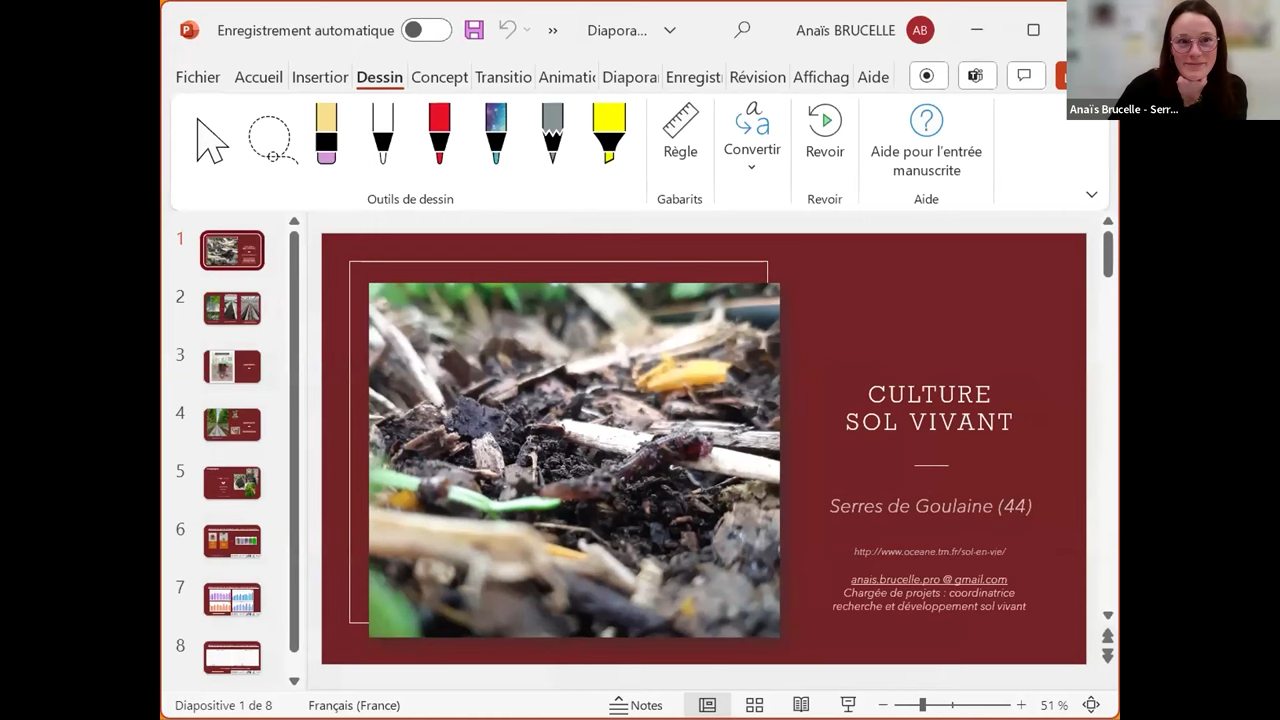 Enregistrement automatique
Diapora...
Anaïs BRUCELLE
AB
Fichier
Accueil
Insertior
Dessin
Concept
Transitio
Animatic
Diaporar
Enregist
Révision
Affichag
Aide
Anaïs Brucelle - Serr...
Règle
Convertir
Revoir
Aide pour l'entrée
manuscrite
Outils de dessin
Gabarits
Revoir
Aide
1
2
3
4
5
6
7
8
CULTURE
SOL VIVANT
Serres de Goulaine (44)
http://www.oceane.tm.fr/sol-en-vie/
anais.brucelle.pro @ gmail.com
Chargée de projets : coordinatrice
recherche et développement sol vivant
Diapositive 1 de 8
Français (France)
Notes
51 %